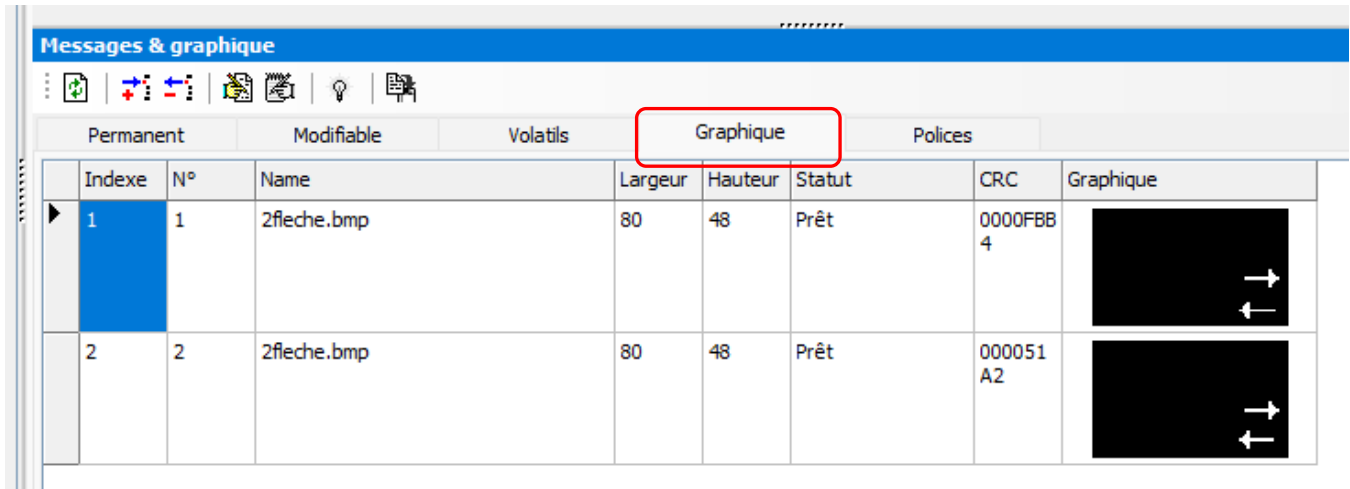 Messages & graphique
Permanent Modifiable Volatils Graphique Polices
Indexe N° Name Largeur Hauteur Statut CRC Graphique
1 1 2fleche.bmp 80 48 Prêt 0000FBB
4
2 2 2fleche.bmp 80 48 Prêt 000051
A2